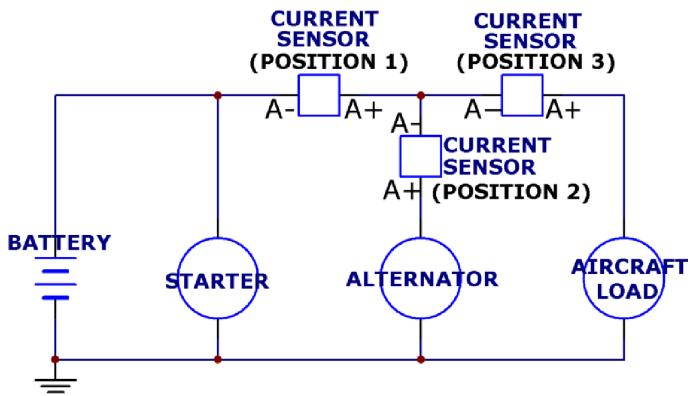 CURRENT
SENSOR
(POSITION 1)
CURRENT
SENSOR
(POSITION 3)
A-
A+
A-
A+
A-
CURRENT
SENSOR
A+
(POSITION 2)
BATTERY
STARTER
ALTERNATOR
AIRCRAFT
LOAD